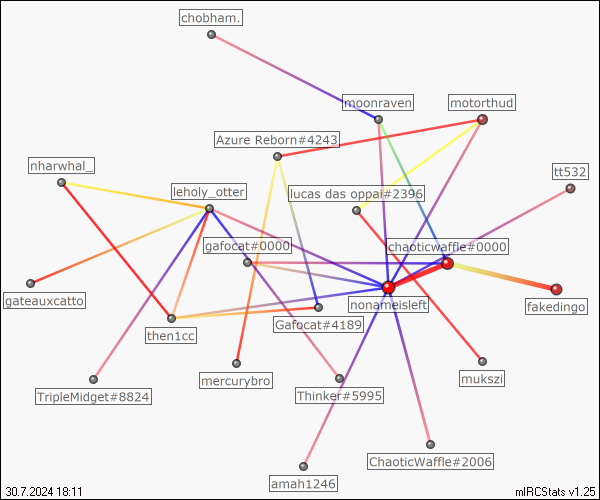 chobham.
moonraven
motorthud
Azure Reborn#4243
nharwhal_
tt532
leholy_otter
lucas das oppai#2396
gafocat#0000
chaoticwaffle#0000
gateauxcatto
nonameisleft
fakedingo
Gafocat#4189
then1cc
mercurybro
mukszi
TripleMidget#8824
Thinker#5995
ChaoticWaffle#2006
amah1246
30.7.2024 18:11
mIRCStats v1.25